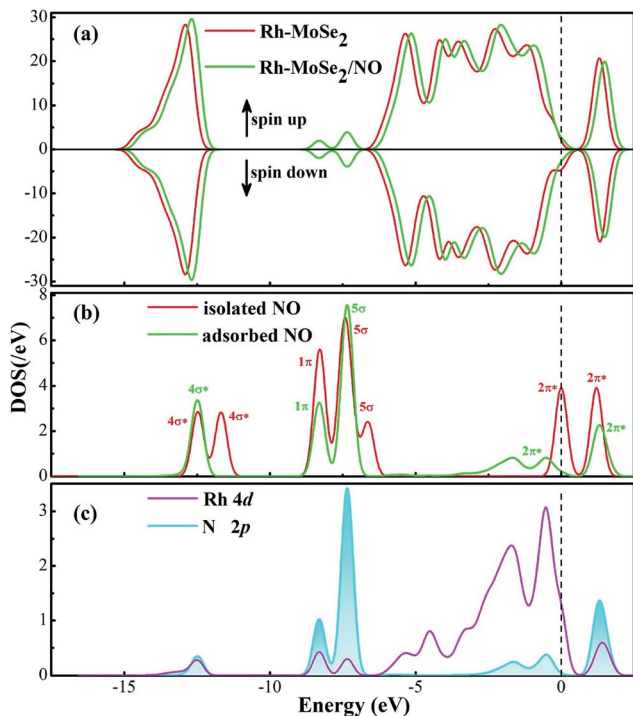 (a)
Rh-MoSe₂
Rh-MoSe₂/NO
spin up
spin down
30
20
10
0
-10
-20
-30
(b)
isolated NO
adsorbed NO
8
6
4
2
0
4σ*
4σ*
4σ*
1π
1π
5σ
5σ
5σ
2π*
2π*
2π*
2π*
DOS(/eV)
(c)
Rh 4d
N 2p
3
2
1
0
-15 -10 -5 0
Energy (eV)